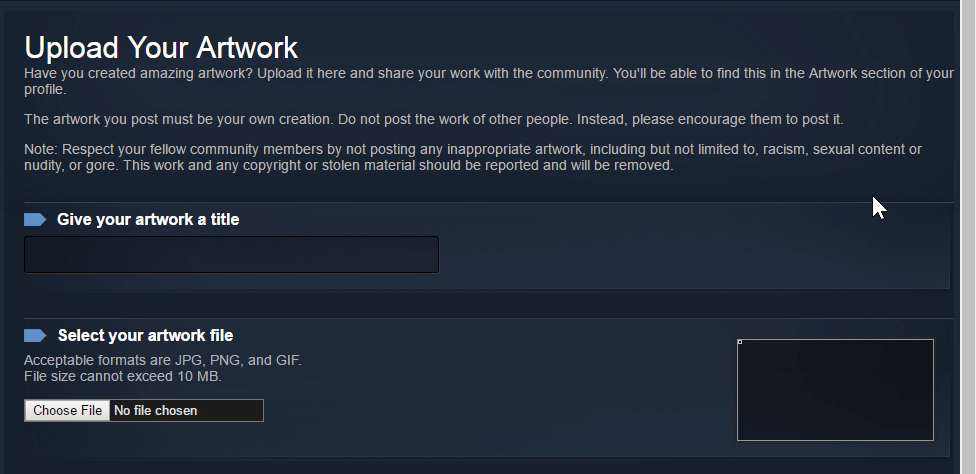 Upload Your Artwork
Have you created amazing artwork? Upload it here and share your work with the community. You'll be able to find this in the Artwork section of your
profile.
The artwork you post must be your own creation. Do not post the work of other people. Instead, please encourage them to post it.
Note: Respect your fellow community members by not posting any inappropriate artwork, including but not limited to, racism, sexual content or
nudity, or gore. This work and any copyright or stolen material should be reported and will be removed.
Give your artwork a title
Select your artwork file
Acceptable formats are JPG, PNG, and GIF.
File size cannot exceed 10 MB.
Choose File No file chosen